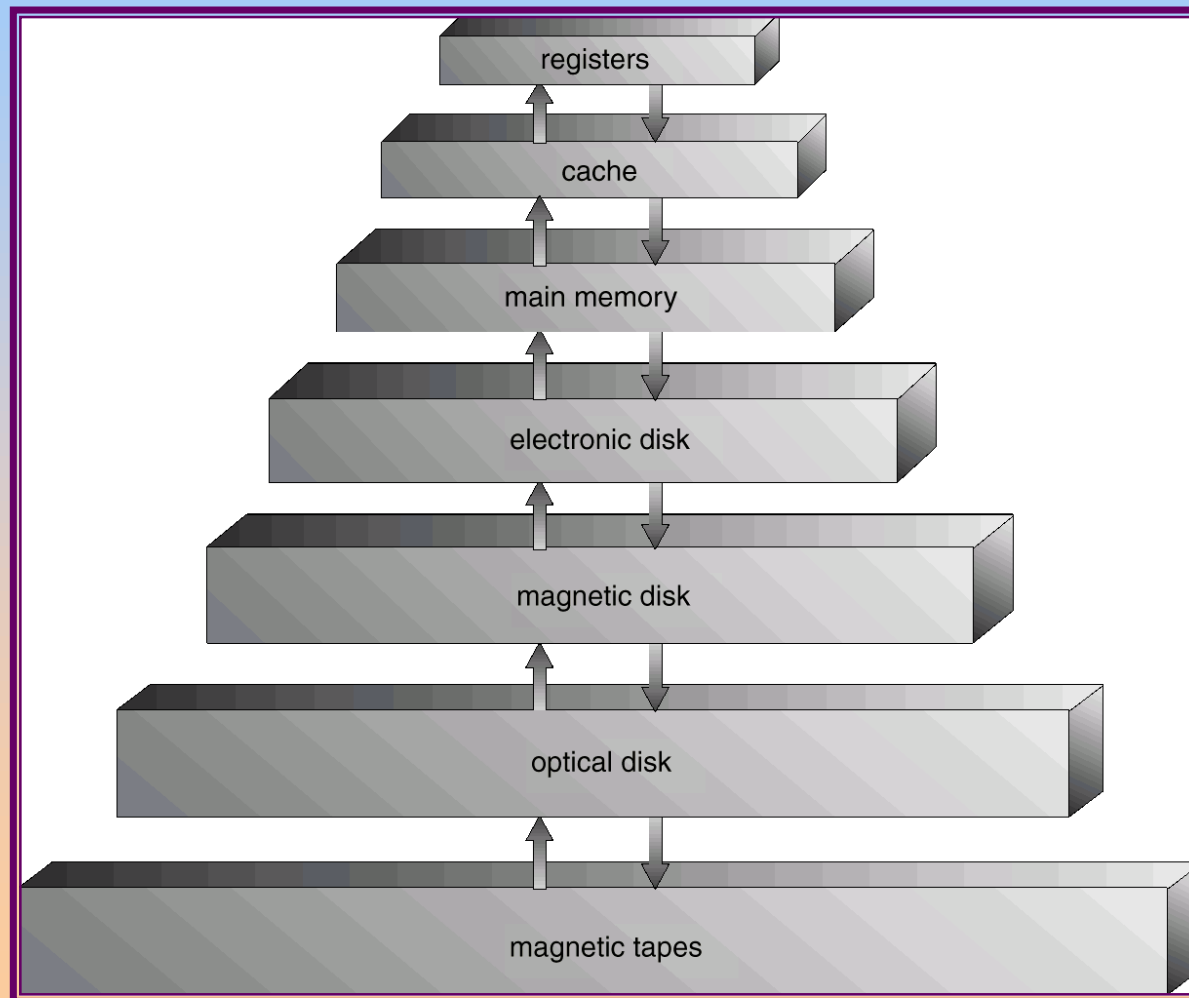 registers
cache
main memory
electronic disk
magnetic disk
optical disk
magnetic tapes